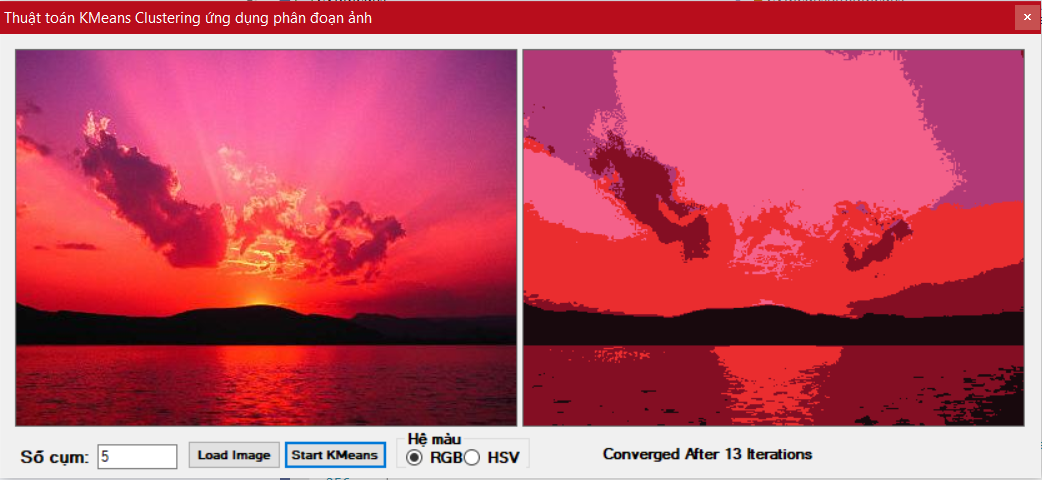 Thuật toán KMeans Clustering ứng dụng phân đoạn ảnh
Hệ màu
Số cụm: 5 Load Image Start KMeans RGB HSV Converged After 13 Iterations